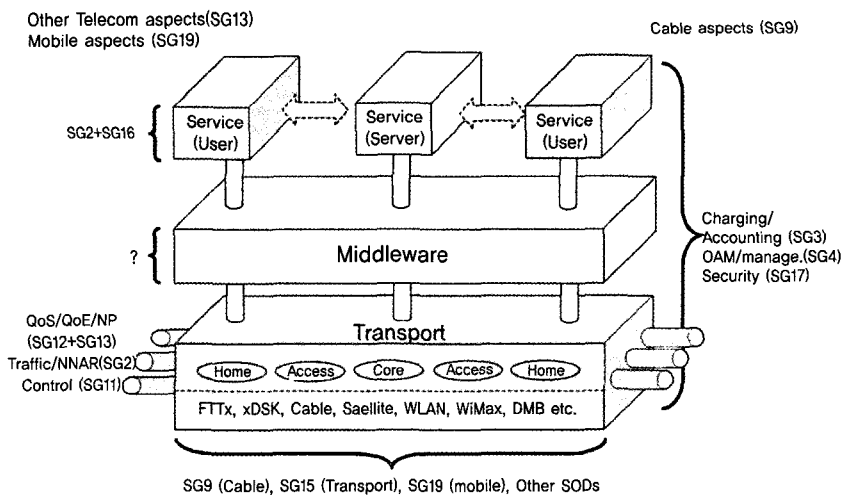 Other Telecom aspects(SG13)
Mobile aspects (SG19)
Cable aspects (SG9)
Service
(User)
Service
(Server)
Service
(User)
SG2+SG16
Middleware
?
Charging/
Accounting (SG3)
OAM/manage.(SG4)
Security (SG17)
QoS/QoE/NP
(SG12+SG13)
Traffic/NNAR(SG2)
Control (SG11)
Transport
Home
Access
Core
Access
Home
FTTx, xDSK, Cable, Saellite, WLAN, WiMax, DMB etc.
SG9 (Cable), SG15 (Transport), SG19 (mobile), Other SODs